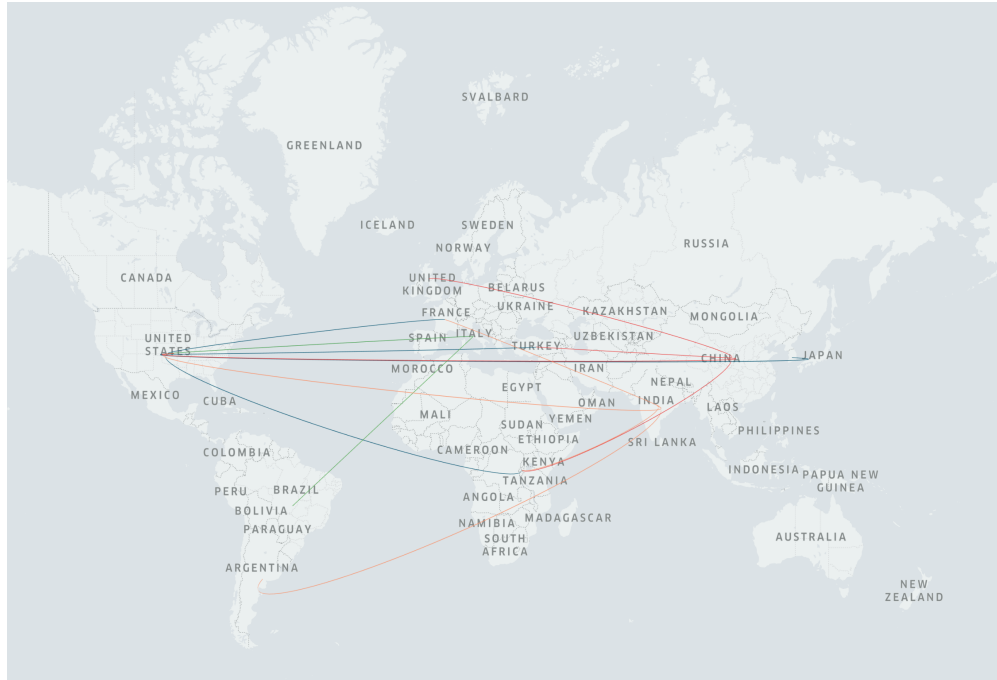 SVALBARD
GREENLAND
ICELAND
SWEDEN
NORWAY
RUSSIA
CANADA
UNITED
KINGDOM
BELARUS
UKRAINE
KAZAKHSTAN
MONGOLIA
FRANCE
ITALY
SPAIN
UZBEKISTAN
TURKEY
UNITED
STATES
CHINA
JAPAN
MOROCCO
IRAN
NEPAL
EGYPT
MEXICO
CUBA
OMAN
INDIA
LAOS
MALI
YEMEN
SUDAN
ETHIOPIA
SRI LANKA
PHILIPPINES
COLOMBIA
CAMEROON
KENYA
INDONESIA
PAPUA NEW
GUINEA
TANZANIA
PERU
BRAZIL
ANGOLA
BOLIVIA
MADAGASCAR
NAMIBIA
PARAGUAY
SOUTH
AFRICA
AUSTRALIA
ARGENTINA
NEW
ZEALAND